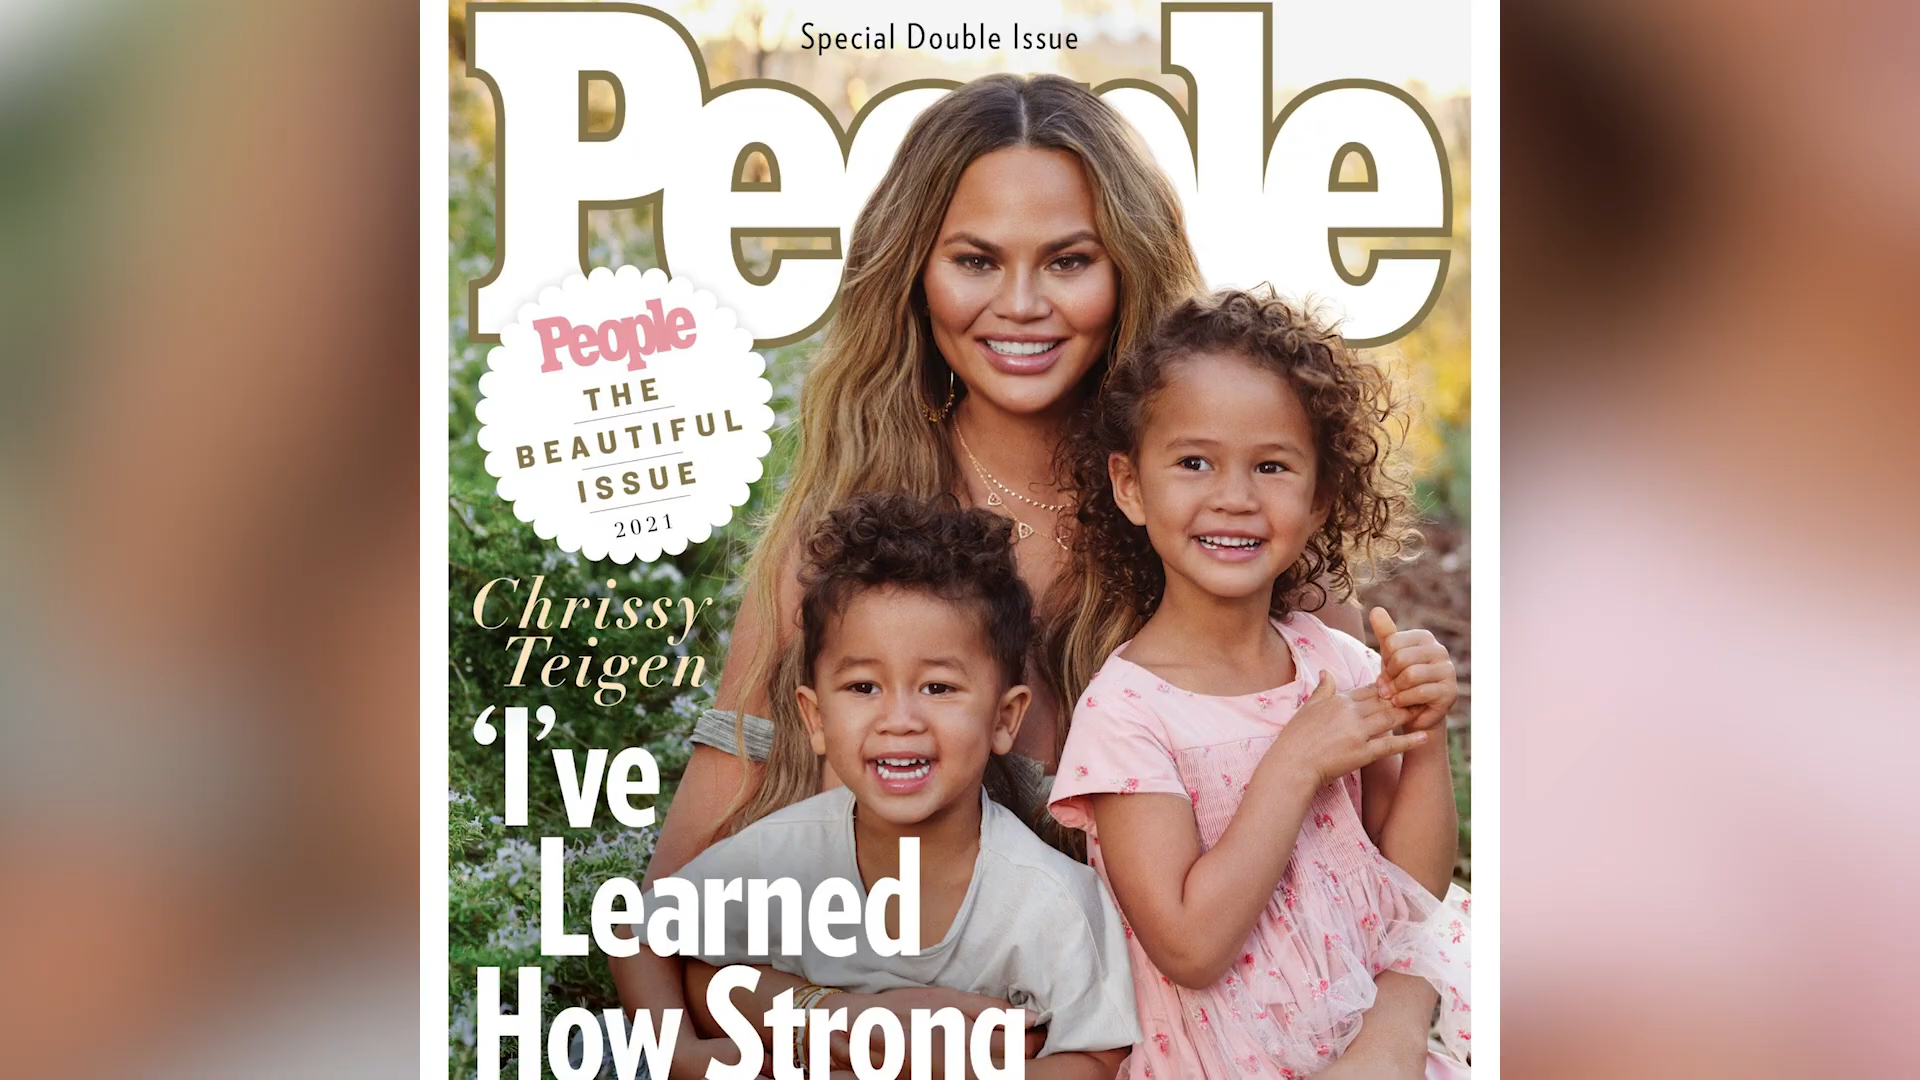 Special Double Issue
People
People
THE
BEAUTIFUL
ISSUE
2021
Chrissy
Teigen
‘I’ve
Learned
How Strong